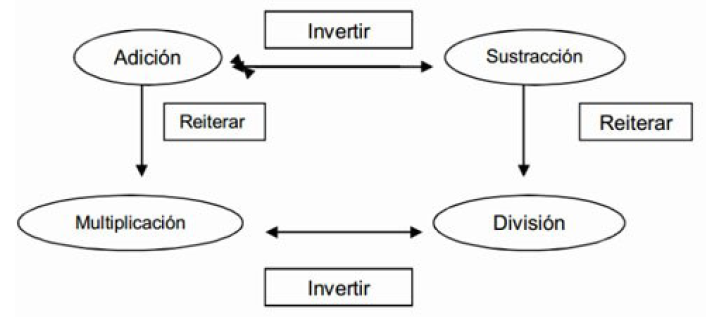 Invertir
Adición
Sustracción
Reiterar
Reiterar
Multiplicación
División
Invertir